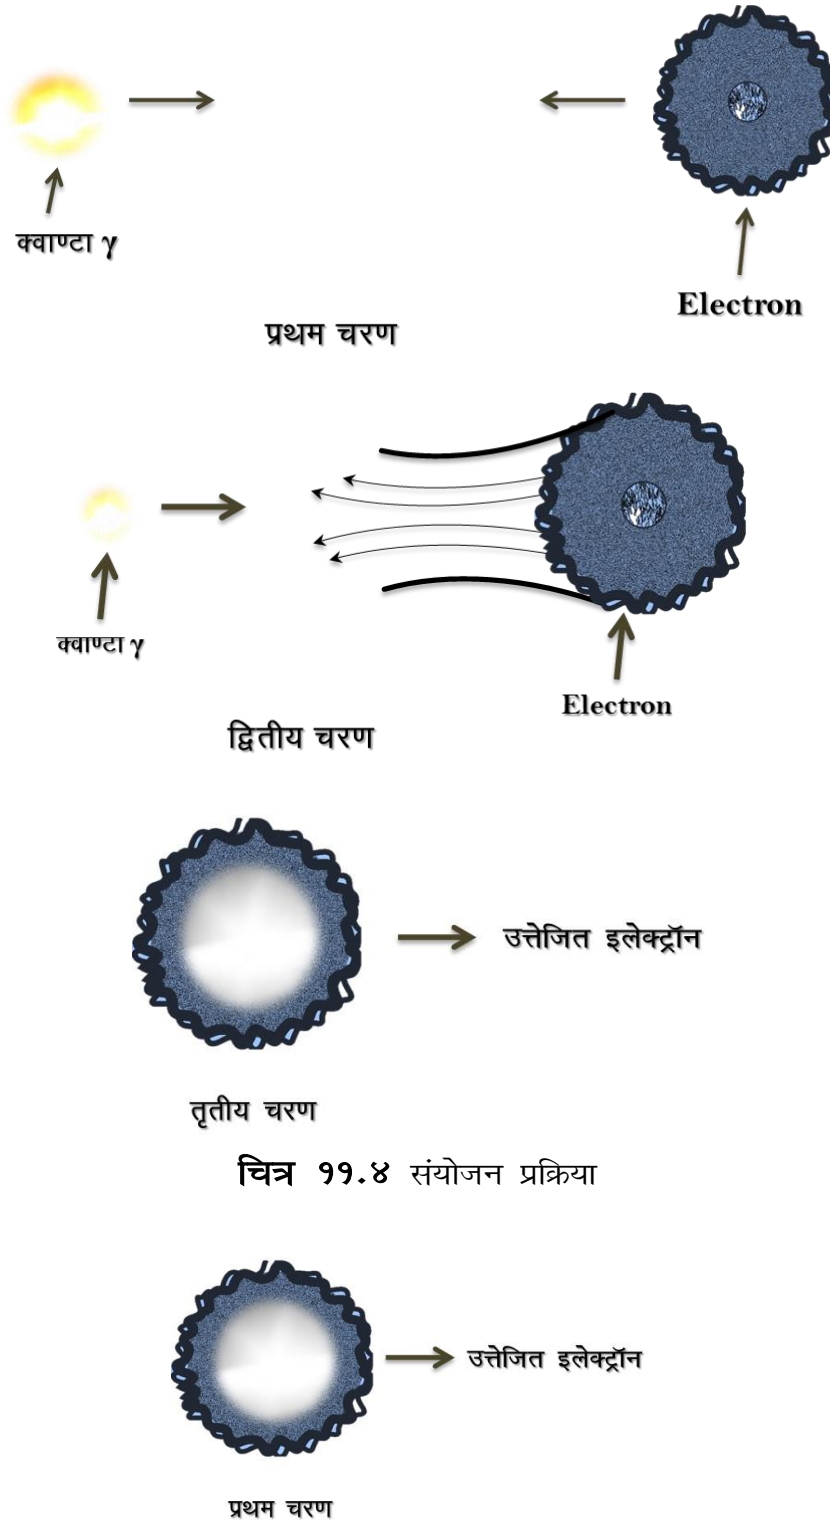 क्वाण्टा γ
Electron
प्रथम चरण
क्वाण्टा γ
Electron
द्वितीय चरण
उत्तेजित इलेक्ट्रॉन
तृतीय चरण
चित्र ११.४ संयोजन प्रक्रिया
उत्तेजित इलेक्ट्रॉन
प्रथम चरण